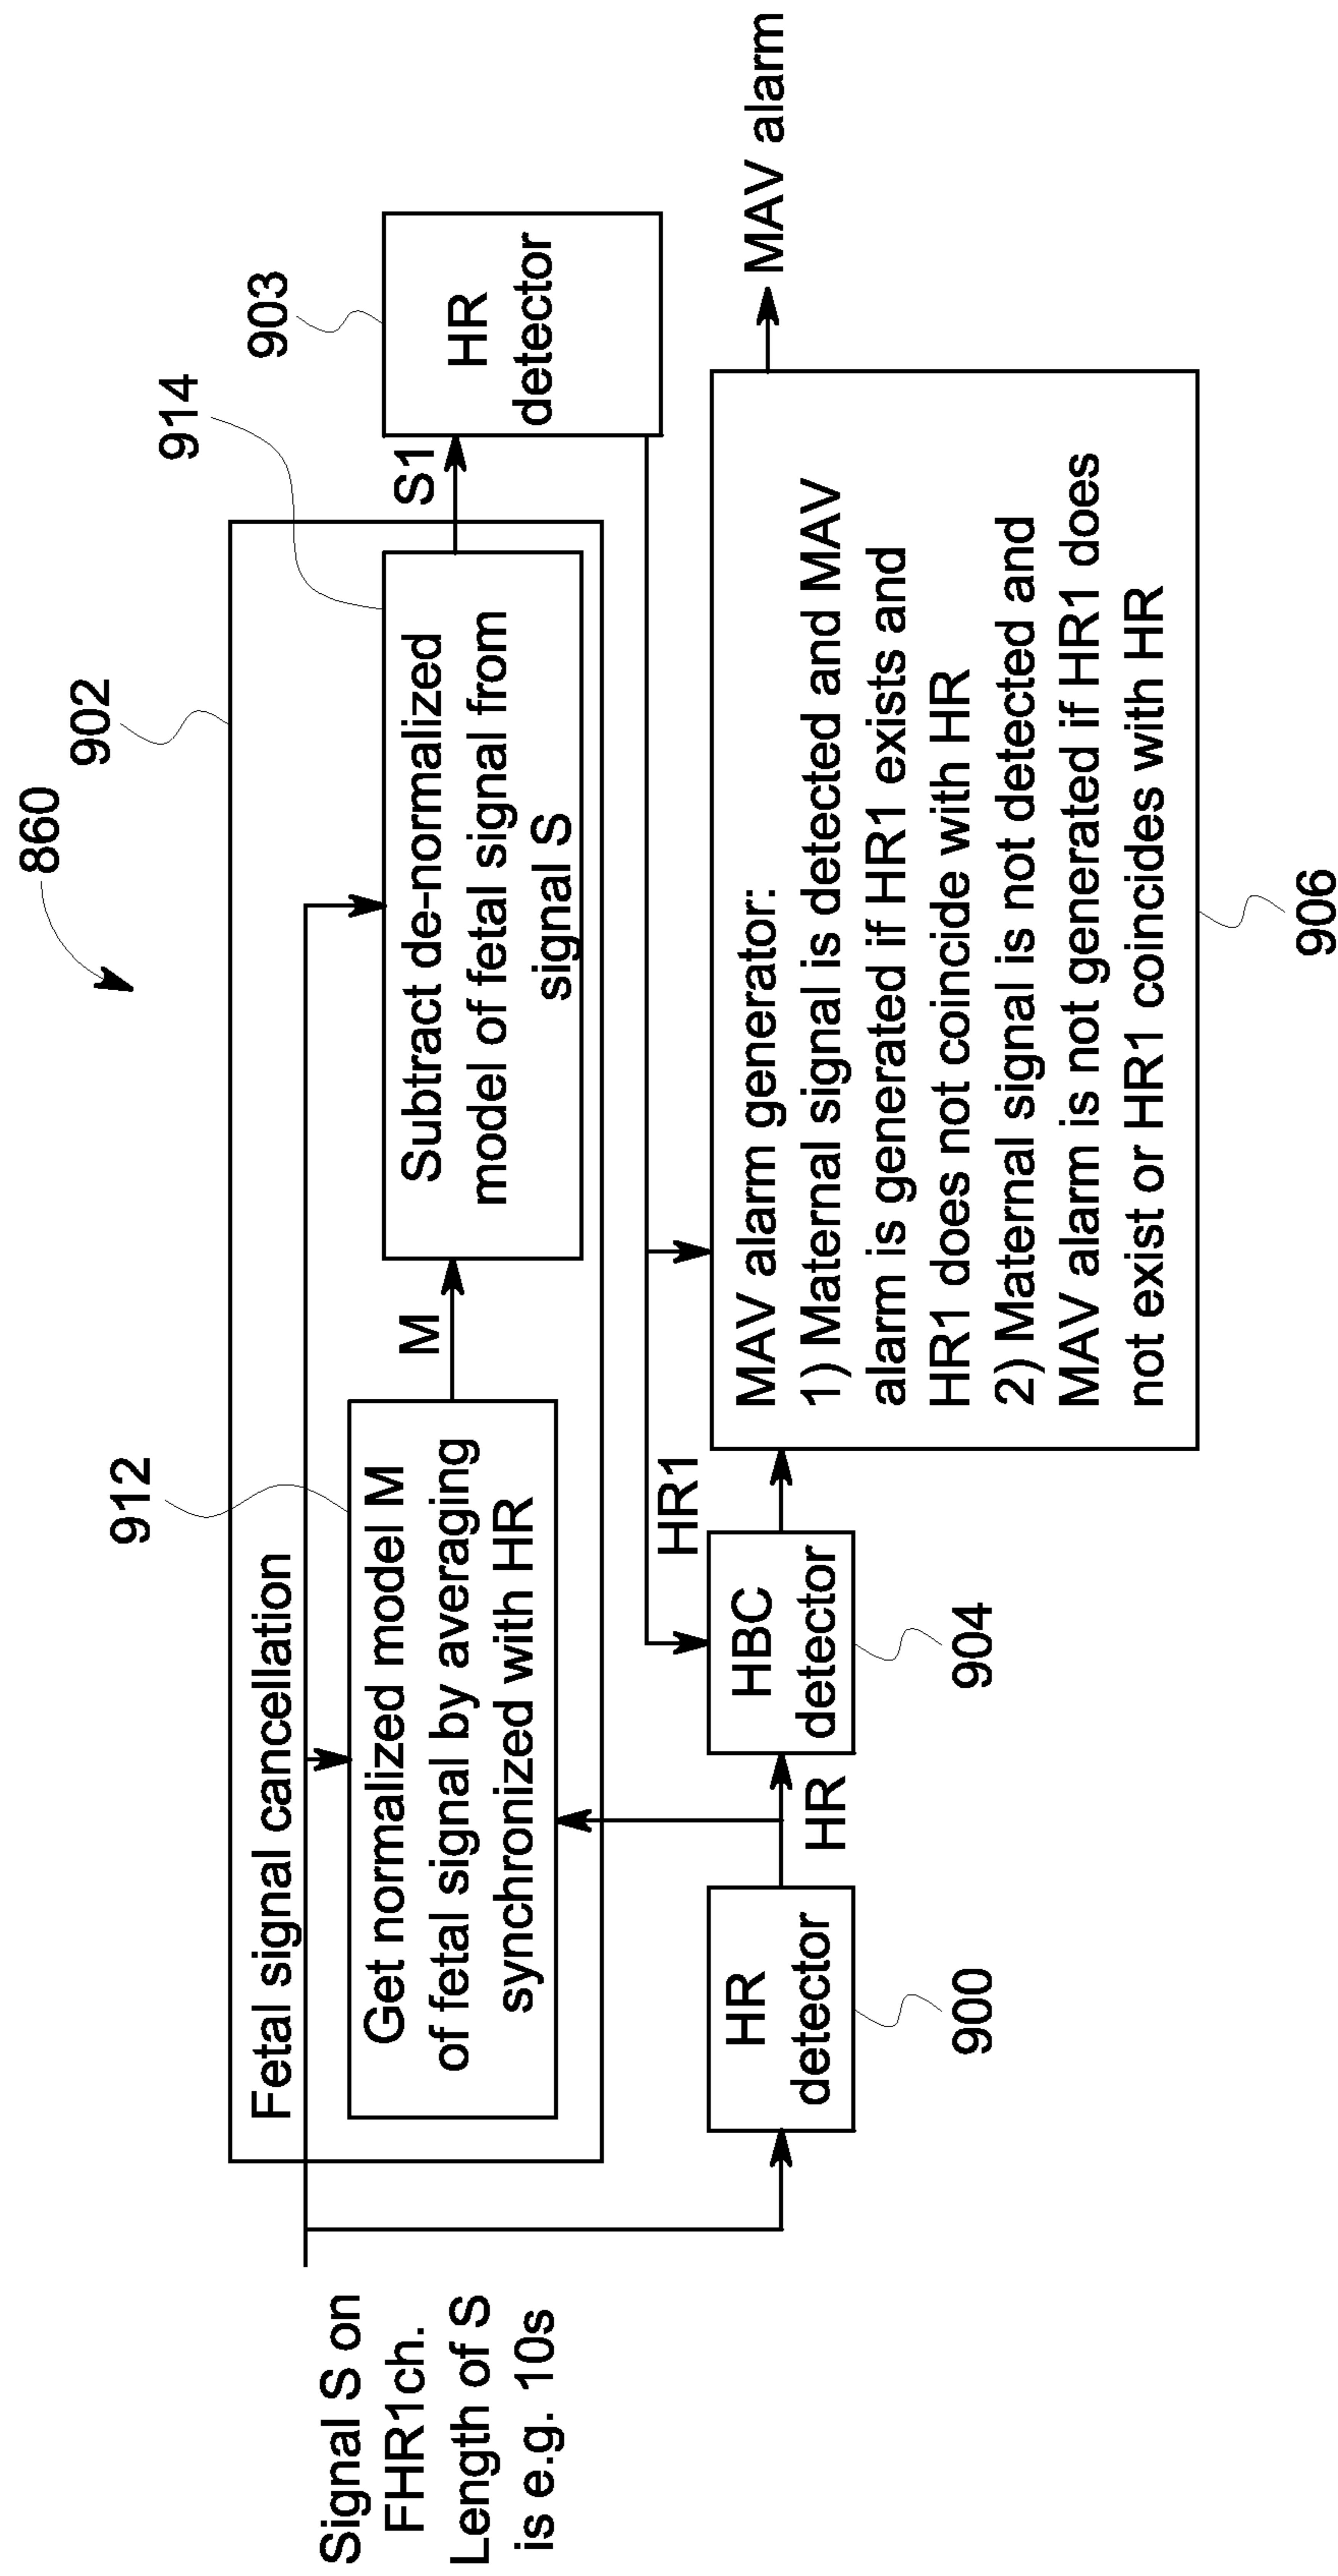 860
902
914
903
912
Fetal signal cancellation
Signal S on
FHR1ch.
Length of S
is e.g. 10s
Get normalized model M
of fetal signal by averaging
synchronized with HR
M
Subtract de-normalized
model of fetal signal from
signal S
S1
HR
detector
HR
detector
900
HR
HBC
detector
904
HR1
MAV alarm generator:
1) Maternal signal is detected and MAV
alarm is generated if HR1 exists and
HR1 does not coincide with HR
2) Maternal signal is not detected and
MAV alarm is not generated if HR1 does
not exist or HR1 coincides with HR
906
MAV alarm